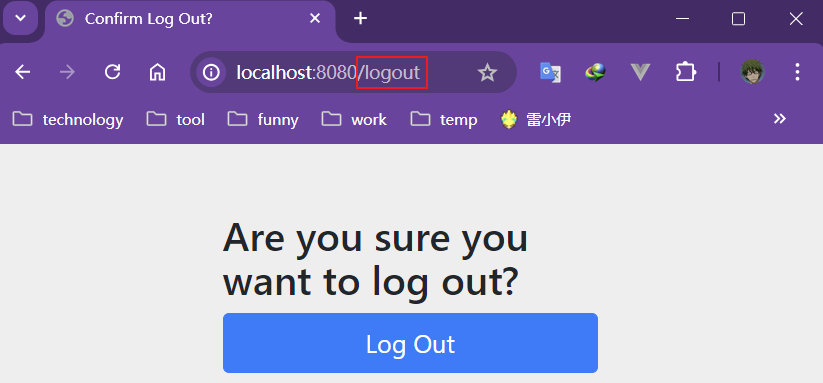 Confirm Log Out?
localhost:8080/logout
technology tool funny work temp 雷小伊
Are you sure you
want to log out?
Log Out